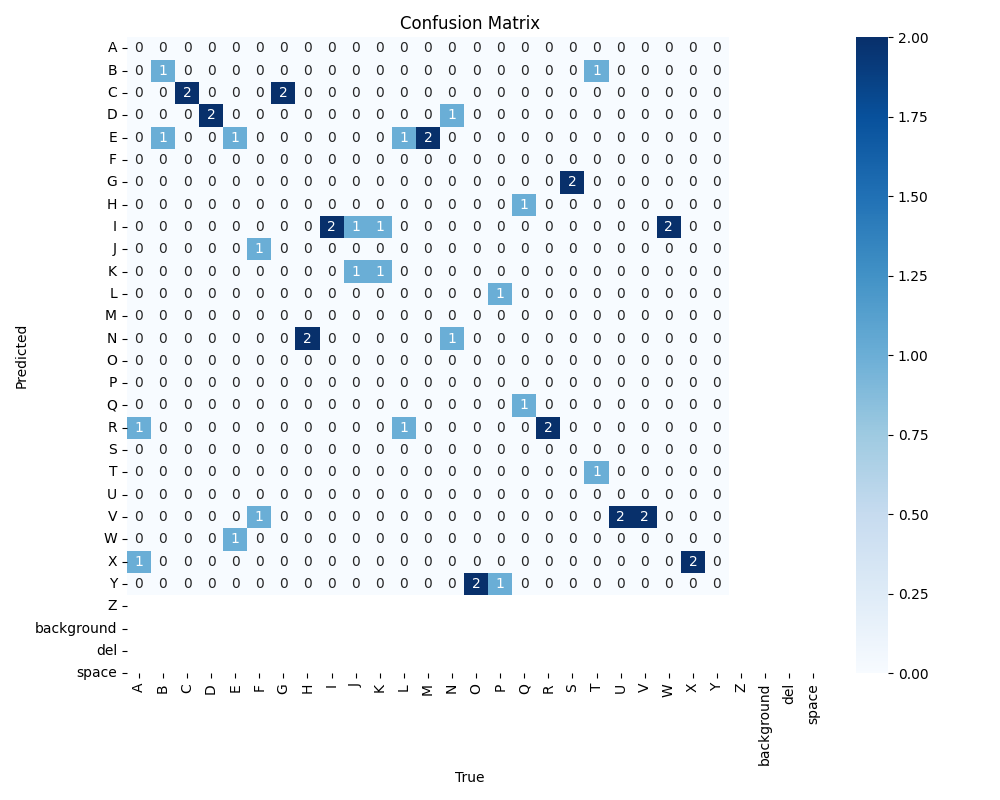 Confusion Matrix
Predicted
A 0 0 0 0 0 0 0 0 0 0 0 0 0 0 0 0 0 0 0 0 0 0 0 0 0
B 0 1 0 0 0 0 0 0 0 0 0 0 0 0 0 0 0 0 0 1 0 0 0 0 0
C 0 0 2 0 0 0 2 0 0 0 0 0 0 0 0 0 0 0 0 0 0 0 0 0 0
D 0 0 0 2 0 0 0 0 0 0 0 0 0 1 0 0 0 0 0 0 0 0 0 0 0
E 0 1 0 0 1 0 0 0 0 0 0 1 2 0 0 0 0 0 0 0 0 0 0 0 0
F 0 0 0 0 0 0 0 0 0 0 0 0 0 0 0 0 0 0 0 0 0 0 0 0 0
G 0 0 0 0 0 0 0 0 0 0 0 0 0 0 0 0 0 0 2 0 0 0 0 0 0
H 0 0 0 0 0 0 0 0 0 0 0 0 0 0 0 0 1 0 0 0 0 0 0 0 0
I 0 0 0 0 0 0 0 0 2 1 1 0 0 0 0 0 0 0 0 0 0 0 2 0 0
J 0 0 0 0 0 1 0 0 0 0 0 0 0 0 0 0 0 0 0 0 0 0 0 0 0
K 0 0 0 0 0 0 0 0 0 1 1 0 0 0 0 0 0 0 0 0 0 0 0 0 0
L 0 0 0 0 0 0 0 0 0 0 0 0 0 0 0 1 0 0 0 0 0 0 0 0 0
M 0 0 0 0 0 0 0 0 0 0 0 0 0 0 0 0 0 0 0 0 0 0 0 0 0
N 0 0 0 0 0 0 0 2 0 0 0 0 0 1 0 0 0 0 0 0 0 0 0 0 0
O 0 0 0 0 0 0 0 0 0 0 0 0 0 0 0 0 0 0 0 0 0 0 0 0 0
P 0 0 0 0 0 0 0 0 0 0 0 0 0 0 0 0 0 0 0 0 0 0 0 0 0
Q 0 0 0 0 0 0 0 0 0 0 0 0 0 0 0 0 1 0 0 0 0 0 0 0 0
R 1 0 0 0 0 0 0 0 0 0 0 1 0 0 0 0 0 2 0 0 0 0 0 0 0
S 0 0 0 0 0 0 0 0 0 0 0 0 0 0 0 0 0 0 0 0 0 0 0 0 0
T 0 0 0 0 0 0 0 0 0 0 0 0 0 0 0 0 0 0 0 1 0 0 0 0 0
U 0 0 0 0 0 0 0 0 0 0 0 0 0 0 0 0 0 0 0 0 0 0 0 0 0
V 0 0 0 0 0 1 0 0 0 0 0 0 0 0 0 0 0 0 0 0 2 2 0 0 0
W 0 0 0 0 1 0 0 0 0 0 0 0 0 0 0 0 0 0 0 0 0 0 0 0 0
X 1 0 0 0 0 0 0 0 0 0 0 0 0 0 0 0 0 0 0 0 0 0 0 2 0
Y 0 0 0 0 0 0 0 0 0 0 0 0 0 0 2 1 0 0 0 0 0 0 0 0 0
Z
background
del
space
A B C D E F G H I J K L M N O P Q R S T U V W X Y Z background del space
True
2.00
1.75
1.50
1.25
1.00
0.75
0.50
0.25
0.00